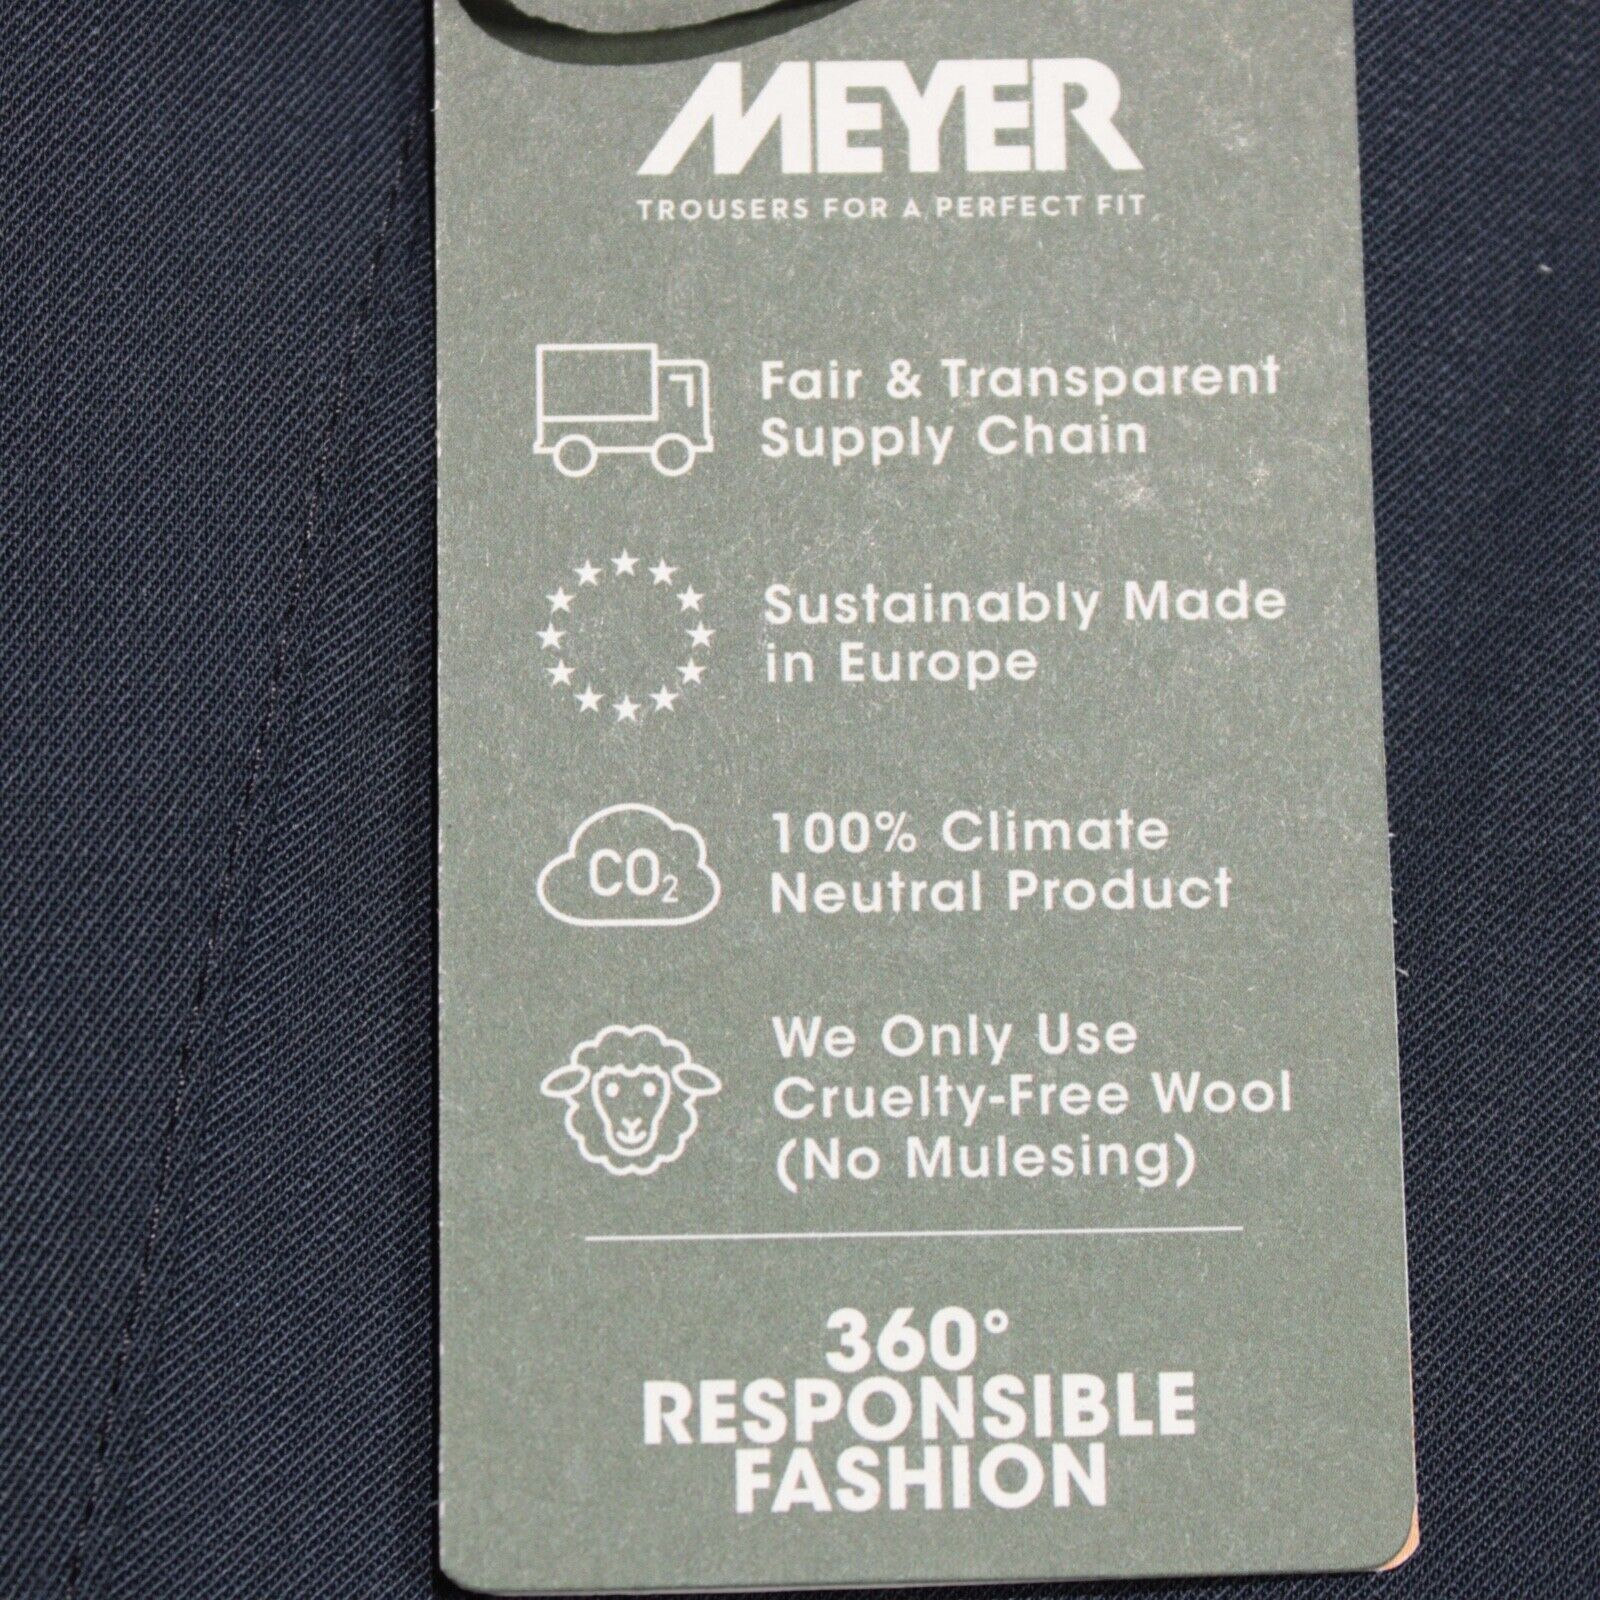 MEYER
TROUSERS FOR A PERFECT FIT
Fair & Transparent
Supply Chain
Sustainably Made
in Europe
CO₂
100% Climate
Neutral Product
We Only Use
Cruelty-Free Wool
(No Mulesing)
360°
RESPONSIBLE
FASHION